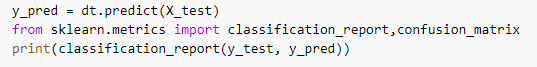 y_pred = dt.predict(X_test)
from sklearn.metrics import classification_report,confusion_matrix
print(classification_report(y_test, y_pred))